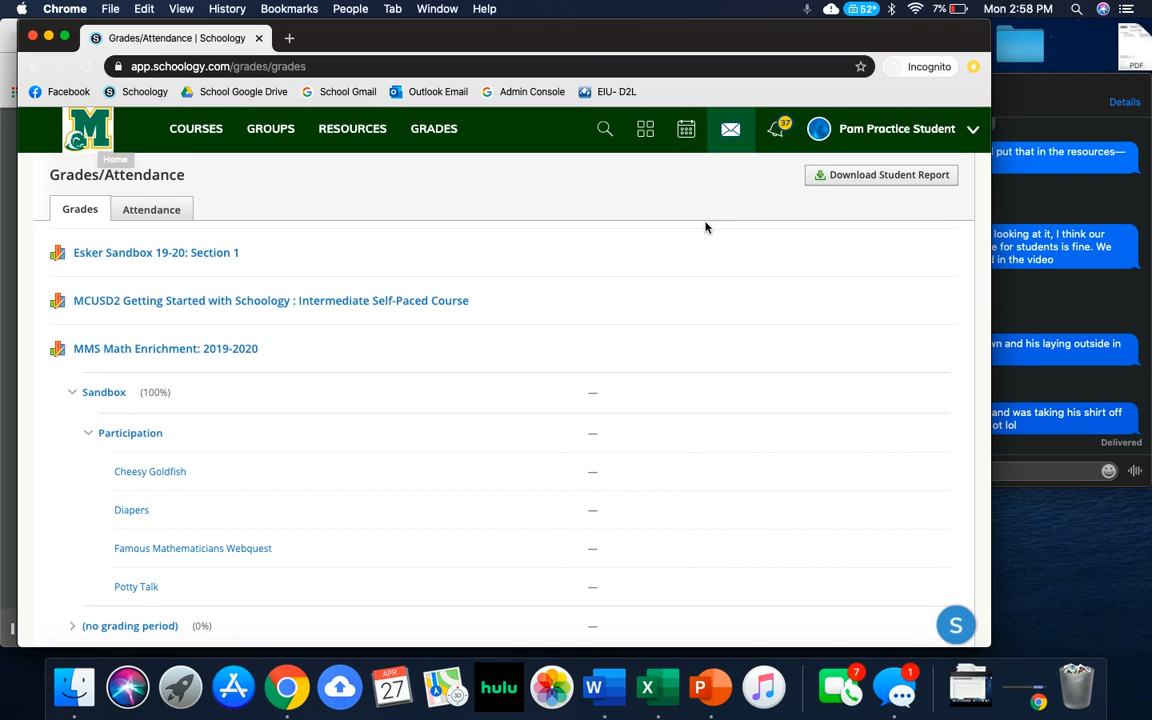 Chrome File Edit View History Bookmarks People Tab Window Help 52° 7% Mon 2:58 PM
Grades/Attendance | Schoology
app.schoology.com/grades/grades Incognito
Facebook Schoology School Google Drive School Gmail Outlook Email Admin Console EIU- D2L
M COURSES GROUPS RESOURCES GRADES 37 Pam Practice Student
Home
Grades/Attendance Download Student Report
Grades Attendance
Esker Sandbox 19-20: Section 1
MCUSD2 Getting Started with Schoology : Intermediate Self-Paced Course
MMS Math Enrichment: 2019-2020
Sandbox (100%) —
Participation —
Cheesy Goldfish —
Diapers —
Famous Mathematicians Webquest —
Potty Talk —
(no grading period) (0%) —
S
PDF
Details
put that in the resources—
looking at it, I think our
e for students is fine. We
in the video
wn and his laying outside in
and was taking his shirt off
ot lol
Delivered
APR
27
3D
hulu
W
X
P
7
1